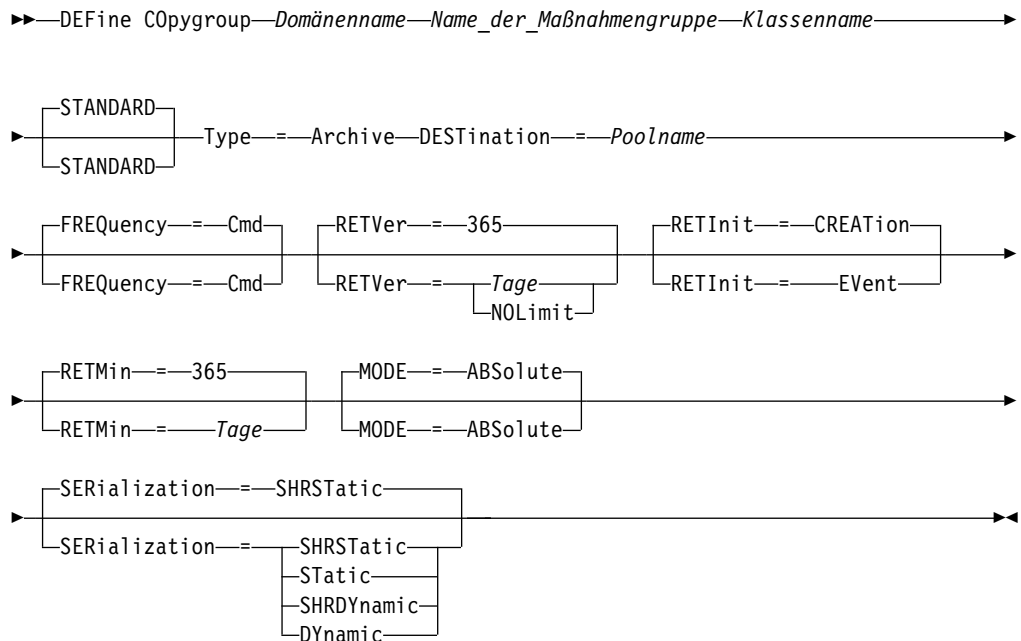 DEFine COpygroup Domänenname Name_der_Maßnahmengruppe Klassenname
STANDARD
STANDARD
Type = Archive DESTination = Poolname
FREQuency = Cmd
FREQuency = Cmd
RETVer = 365
RETVer = Tage
NOLimit
RETInit = CREATion
RETInit = EVent
RETMin = 365
RETMin = Tage
MODE = ABSolute
MODE = ABSolute
SERialization = SHRSTatic
SERialization = SHRSTatic
STatic
SHRDYnamic
DYnamic